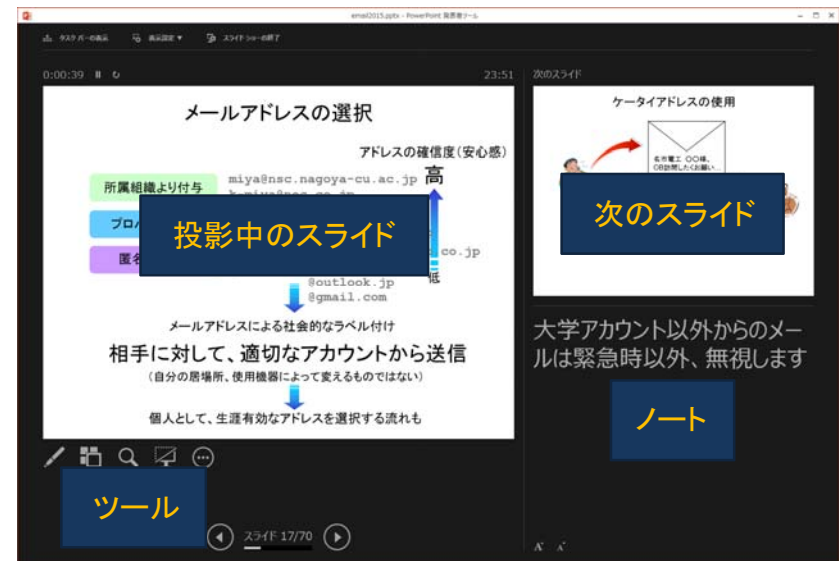 email2015.pptx - PowerPoint 発表者ツール
タスク バーの表示 表示設定 スライド ショーの終了
0:00:39
23:51
次のスライド
メールアドレスの選択
アドレスの確信度(安心感)
所属組織より付与
miya@nsc.nagoya-cu.ac.jp
高
プロ
匿名
co.jp
@outlook.jp
低
@gmail.com
メールアドレスによる社会的なラベル付け
相手に対して、適切なアカウントから送信
(自分の居場所、使用機器によって変えるものではない)
個人として、生涯有効なアドレスを選択する流れも
投影中のスライド
ケータイアドレスの使用
名市電工 〇〇様、
次のスライド
大学アカウント以外からのメー
ルは緊急時以外、無視します
ノート
ツール
スライド 17/70